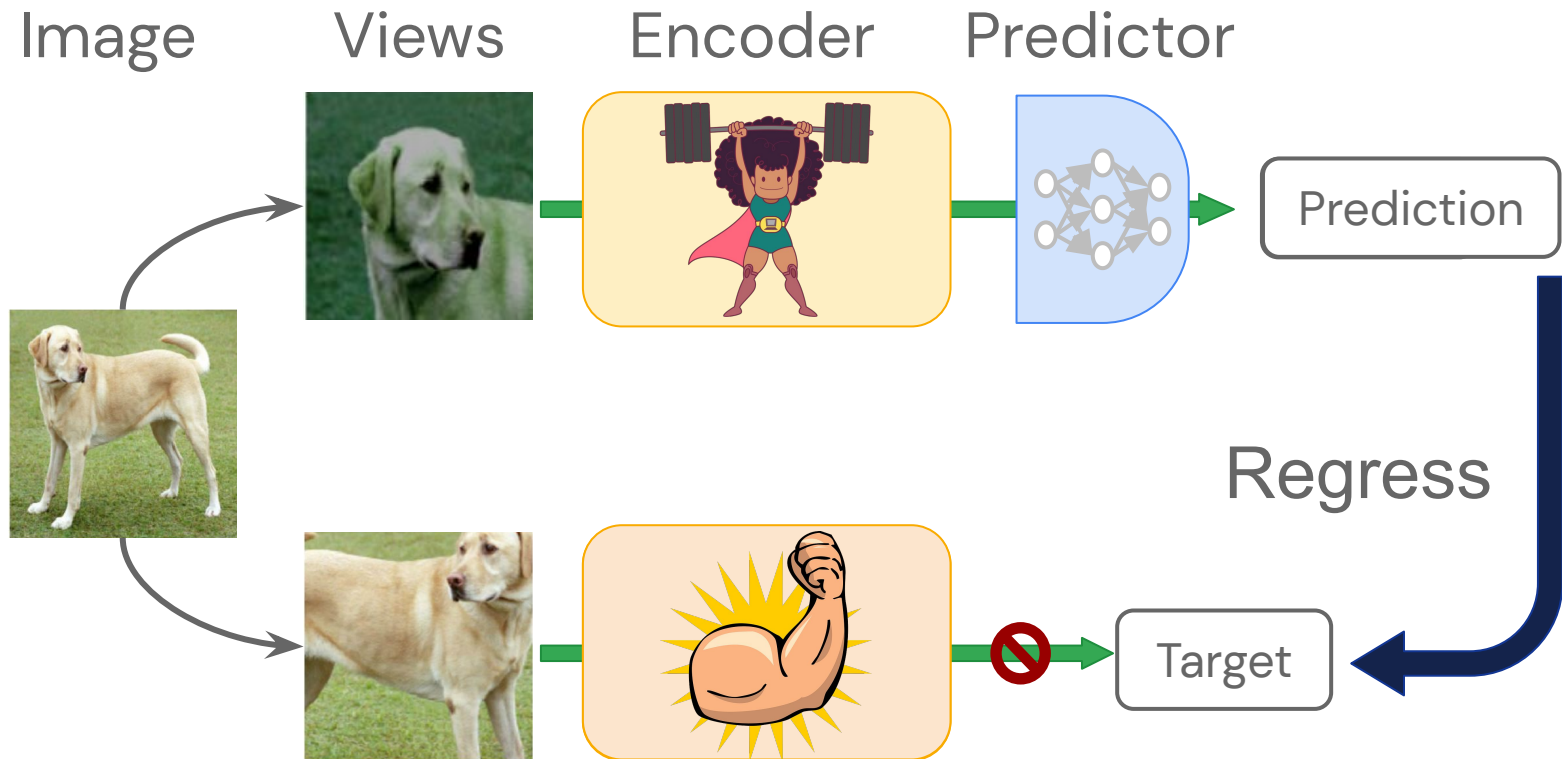 Image
Views
Encoder
Predictor
Prediction
Regress
Target